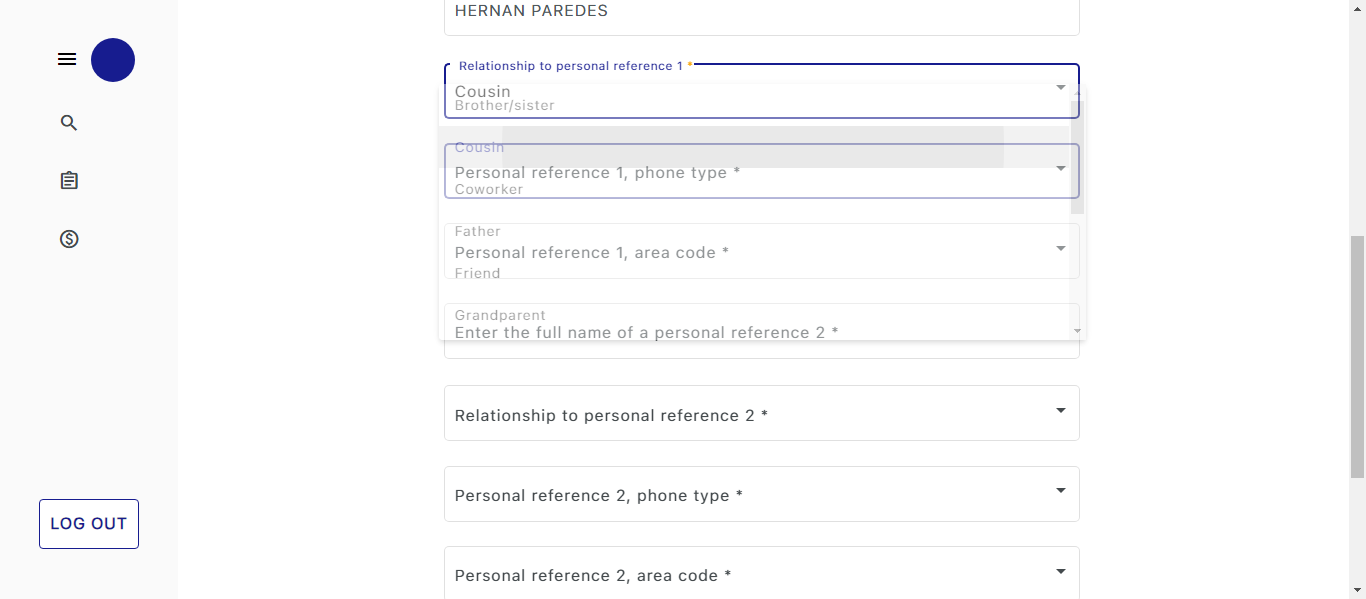 HERNAN PAREDES
Relationship to personal reference 1 *
Cousin
Brother/sister
Cousin
Personal reference 1, phone type *
Coworker
Father
Personal reference 1, area code *
Friend
Grandparent
Enter the full name of a personal reference 2 *
Relationship to personal reference 2 *
Personal reference 2, phone type *
LOG OUT
Personal reference 2, area code *